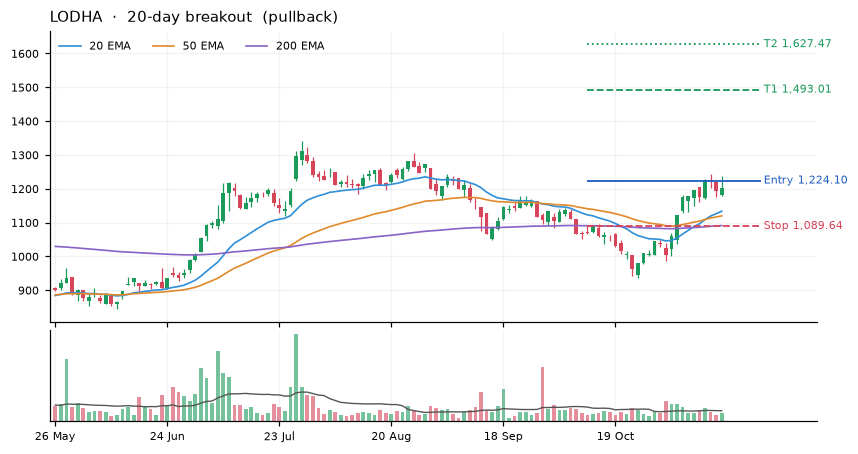 LODHA · 20-day breakout (pullback)
20 EMA 50 EMA 200 EMA
T2 1,627.47
T1 1,493.01
Entry 1,224.10
Stop 1,089.64
1600
1500
1400
1300
1200
1100
1000
900
26 May 24 Jun 23 Jul 20 Aug 18 Sep 19 Oct